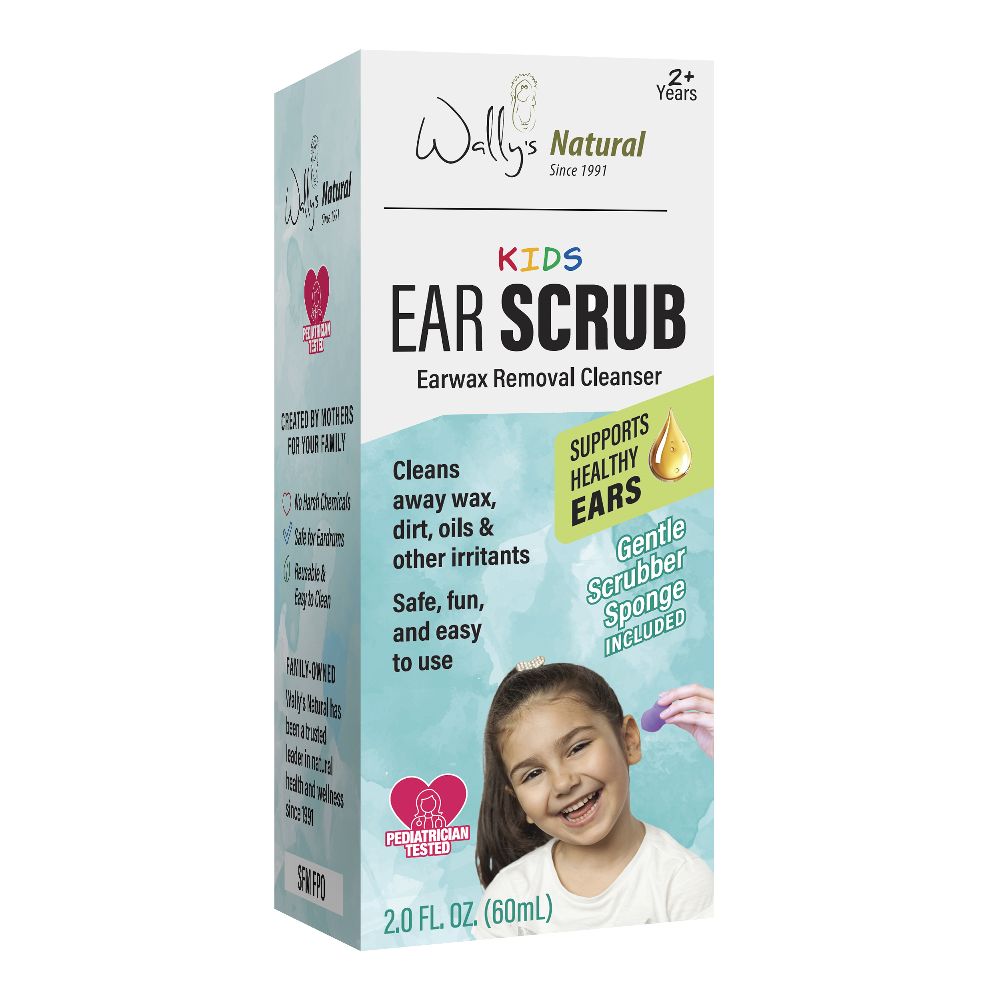 Wally's Natural
Since 1991
2+
Years
KIDS
EAR SCRUB
Earwax Removal Cleanser
SUPPORTS
HEALTHY
EARS
Cleans
away wax,
dirt, oils &
other irritants
Safe, fun,
and easy
to use
Gentle
Scrubber
Sponge
INCLUDED
PEDIATRICIAN
TESTED
2.0 FL. OZ. (60mL)
Wally's Natural
Since 1991
PEDIATRICIAN
TESTED
CREATED BY MOTHERS
FOR YOUR FAMILY
No Harsh Chemicals
Safe for Eardrums
Reusable &
Easy to Clean
FAMILY-OWNED
Wally's Natural has
been a trusted
leader in natural
health and wellness
since 1991
SFM FPO